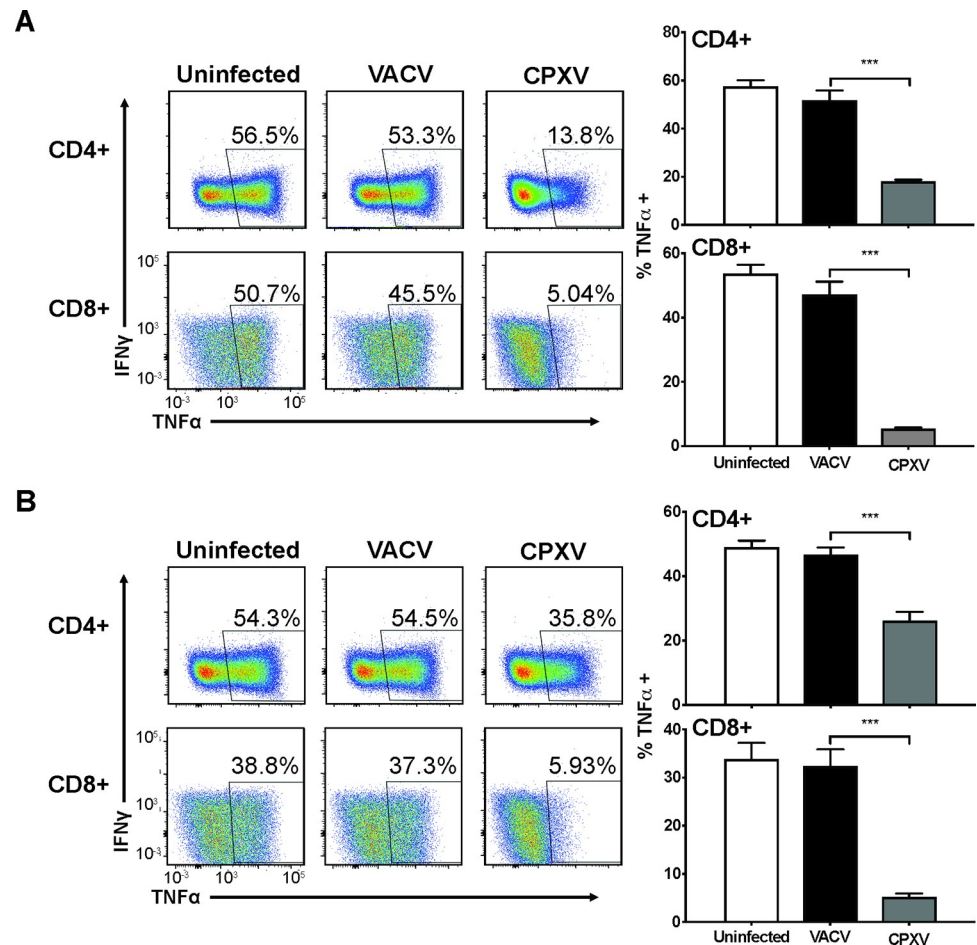 A
Uninfected VACV CPXV
CD4+
56.5% 53.3% 13.8%
CD8+
50.7% 45.5% 5.04%
IFNγ
10⁵
10³
10⁻³
10⁻³ 10³ 10⁵
TNFα
CD4+
***
80
60
40
20
0
% TNFα +
CD8+
***
60
40
20
0
Uninfected VACV CPXV
B
Uninfected VACV CPXV
CD4+
54.3% 54.5% 35.8%
CD8+
38.8% 37.3% 5.93%
IFNγ
10⁵
10³
10⁻³
10⁻³ 10³ 10⁵
TNFα
CD4+
***
60
40
20
0
% TNFα +
CD8+
***
40
30
20
10
0
Uninfected VACV CPXV